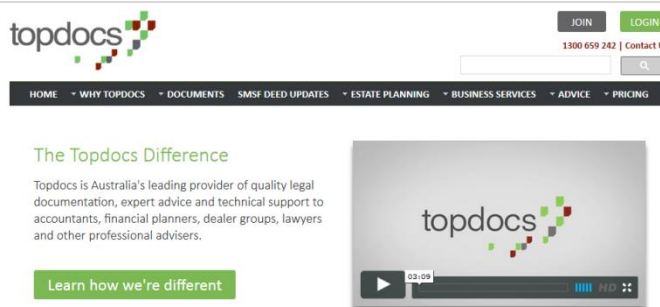 topdocs
JOIN
LOGIN
1300 659 242 | Contact
HOME WHY TOPDOCS DOCUMENTS SMSF DEED UPDATES ESTATE PLANNING BUSINESS SERVICES ADVICE PRICING
The Topdocs Difference
Topdocs is Australia's leading provider of quality legal
documentation, expert advice and technical support to
accountants, financial planners, dealer groups, lawyers
and other professional advisers.
Learn how we're different
topdocs
03:09
HD